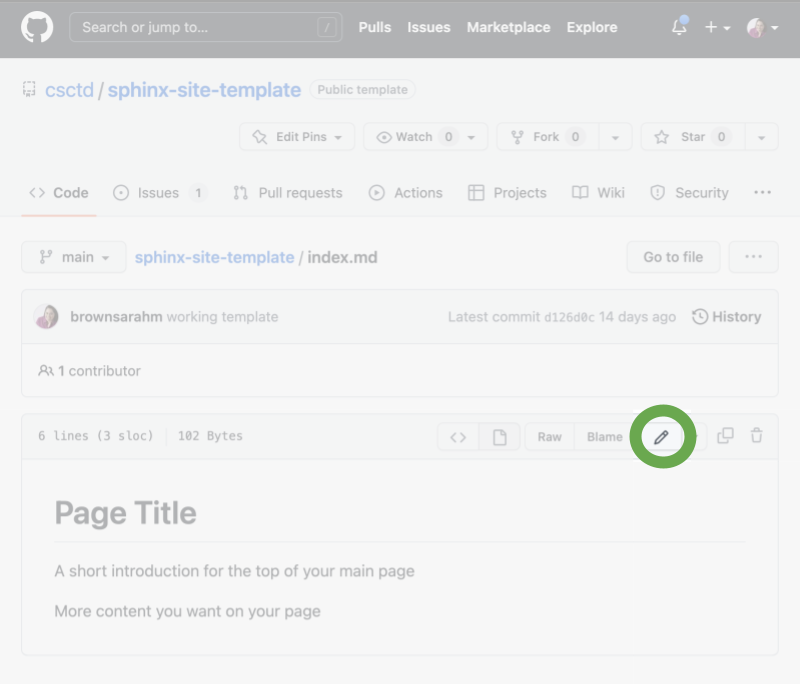 Search or jump to... / Pulls Issues Marketplace Explore
csctd / sphinx-site-template Public template
Edit Pins Watch 0 Fork 0 Star 0
Code Issues 1 Pull requests Actions Projects Wiki Security ...
main sphinx-site-template / index.md Go to file ...
brownsarahm working template Latest commit d126d0c 14 days ago History
1 contributor
6 lines (3 sloc) 102 Bytes <> Raw Blame
Page Title
A short introduction for the top of your main page
More content you want on your page